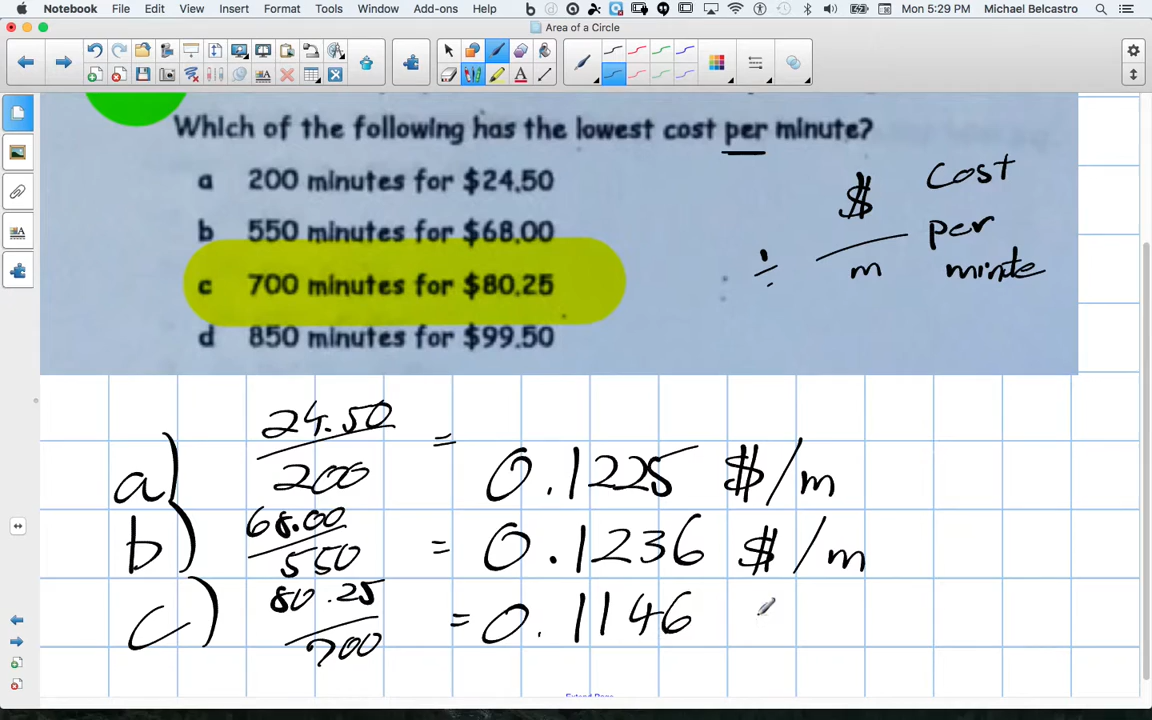 Notebook File Edit View Insert Format Tools Window Add-ons Help Mon 5:29 PM Michael Belcastro
Area of a Circle
Which of the following has the lowest cost per minute?
a 200 minutes for $24.50
b 550 minutes for $68.00
c 700 minutes for $80.25
d 850 minutes for $99.50
÷ $/m cost
per
minute
a) 24.50/200 = 0.1225 $/m
b) 68.00/550 = 0.1236 $/m
c) 80.25/700 = 0.1146
Extend Page